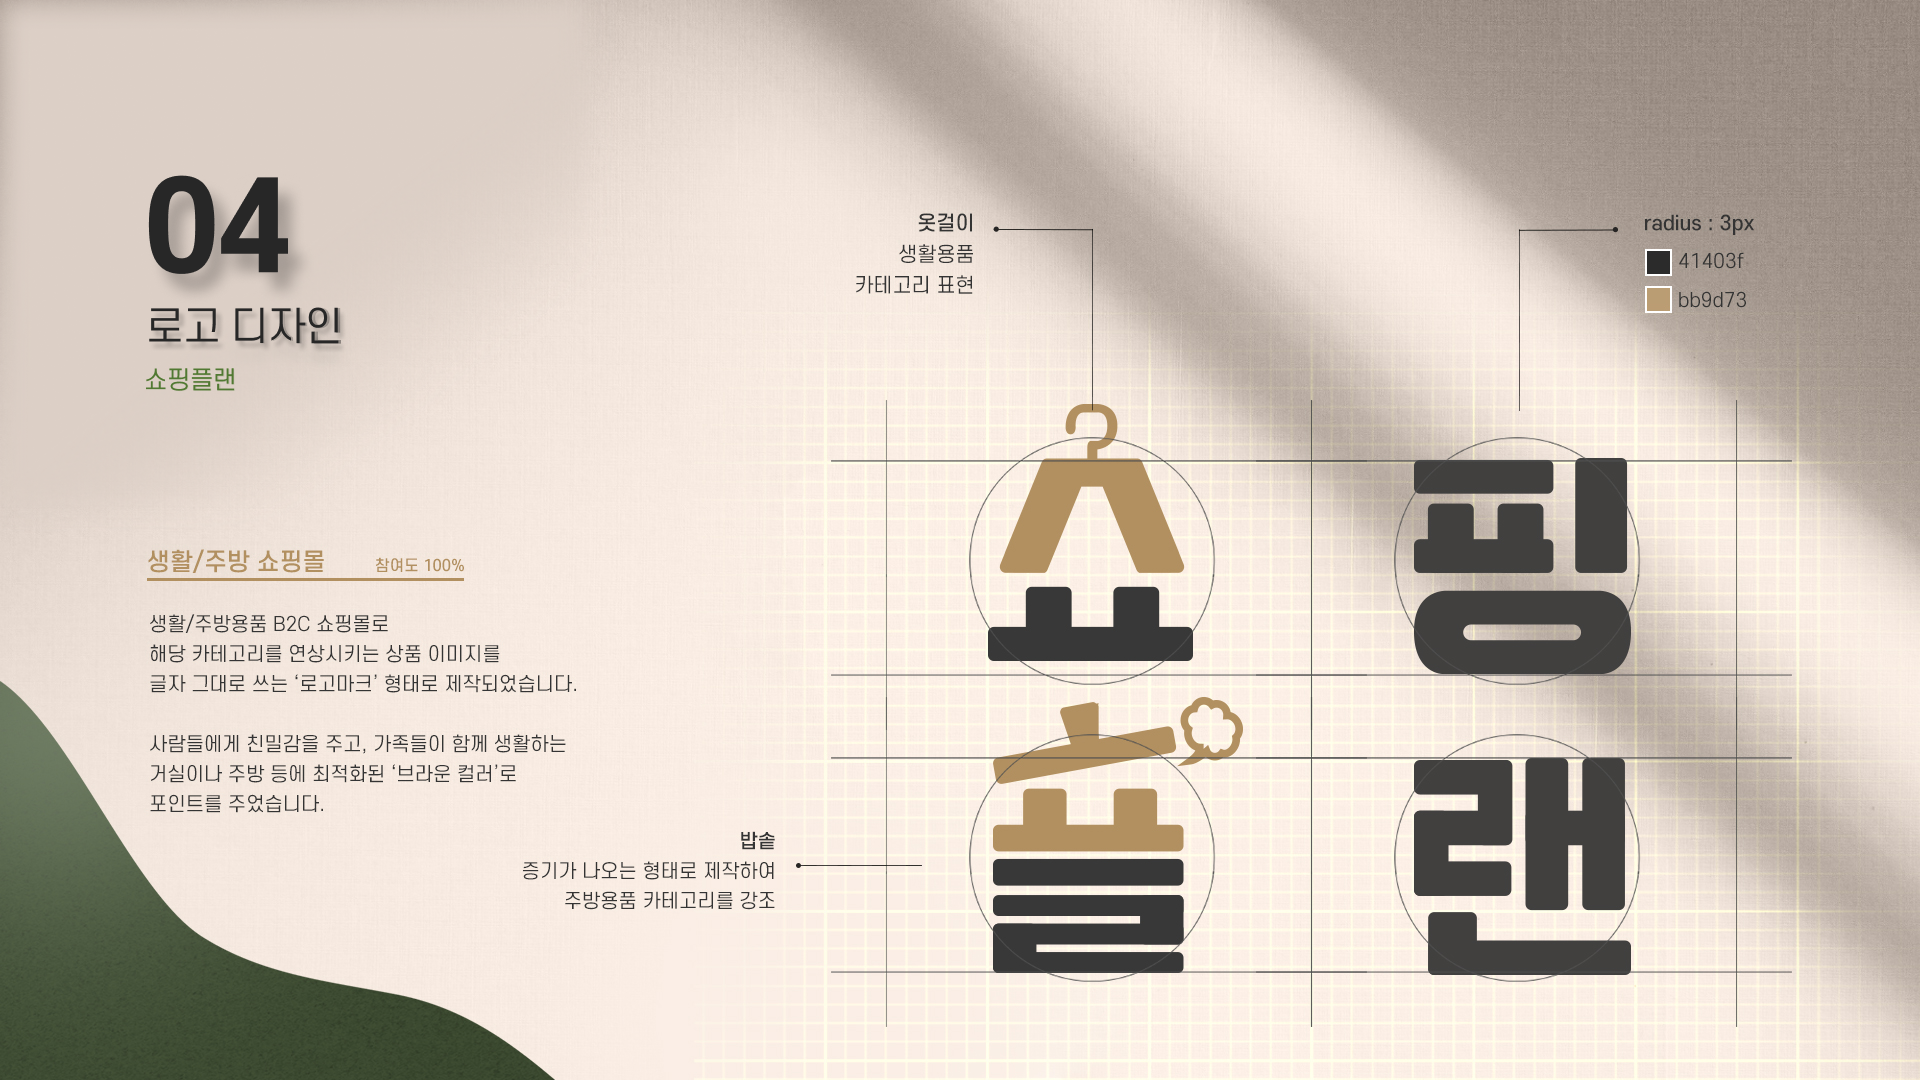 04
로고 디자인
쇼핑플랜
생활/주방 쇼핑몰 참여도 100%
생활/주방용품 B2C 쇼핑몰로
해당 카테고리를 연상시키는 상품 이미지를
글자 그대로 쓰는 ‘로고마크’ 형태로 제작되었습니다.
사람들에게 친밀감을 주고, 가족들이 함께 생활하는
거실이나 주방 등에 최적화된 ‘브라운 컬러’로
포인트를 주었습니다.
옷걸이
생활용품
카테고리 표현
radius : 3px
41403f
bb9d73
쇼핑
플랜
밥솥
증기가 나오는 형태로 제작하여
주방용품 카테고리를 강조